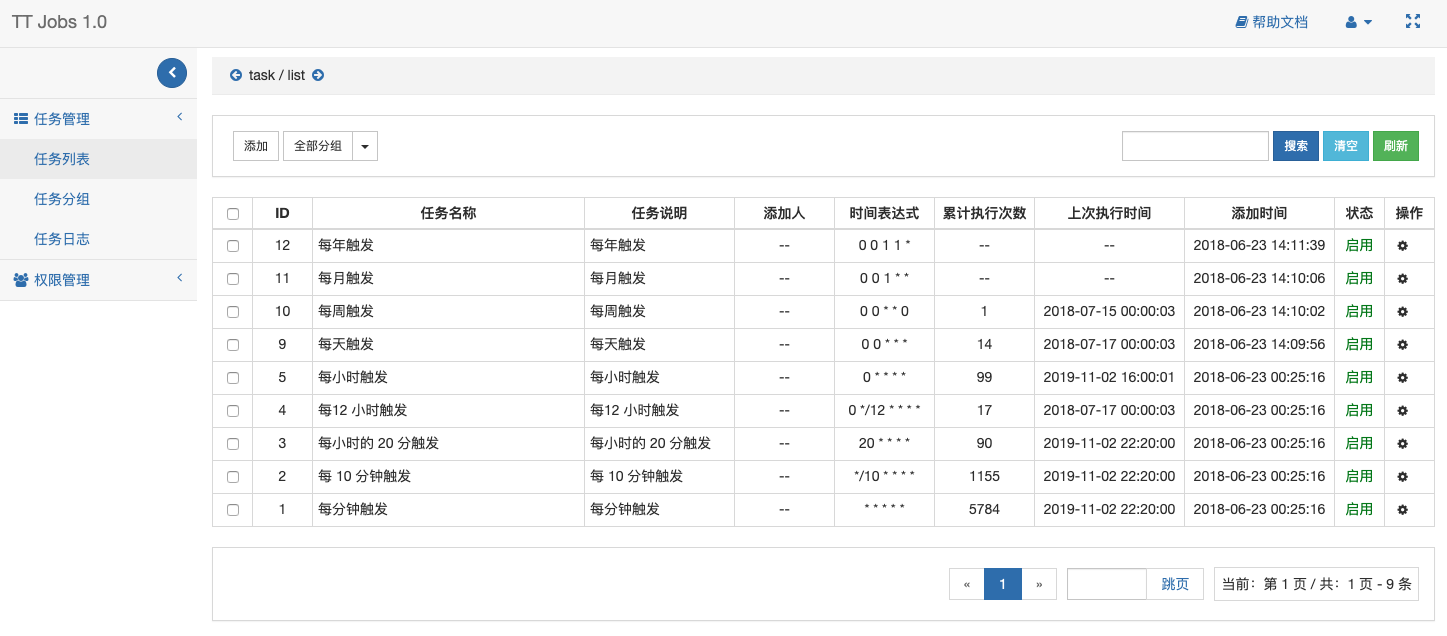 TT Jobs 1.0 帮助文档
task / list
任务管理
任务列表
任务分组
任务日志
权限管理
添加 全部分组 搜索 清空 刷新
ID 任务名称 任务说明 添加人 时间表达式 累计执行次数 上次执行时间 添加时间 状态 操作
12 每年触发 每年触发 -- 0 0 1 1 * -- -- 2018-06-23 14:11:39 启用
11 每月触发 每月触发 -- 0 0 1 * * -- -- 2018-06-23 14:10:06 启用
10 每周触发 每周触发 -- 0 0 * * 0 1 2018-07-15 00:00:03 2018-06-23 14:10:02 启用
9 每天触发 每天触发 -- 0 0 * * * 14 2018-07-17 00:00:03 2018-06-23 14:09:56 启用
5 每小时触发 每小时触发 -- 0 * * * * 99 2019-11-02 16:00:01 2018-06-23 00:25:16 启用
4 每12 小时触发 每12 小时触发 -- 0 */12 * * * * 17 2018-07-17 00:00:03 2018-06-23 00:25:16 启用
3 每小时的 20 分触发 每小时的 20 分触发 -- 20 * * * * 90 2019-11-02 22:20:00 2018-06-23 00:25:16 启用
2 每 10 分钟触发 每 10 分钟触发 -- */10 * * * * 1155 2019-11-02 22:20:00 2018-06-23 00:25:16 启用
1 每分钟触发 每分钟触发 -- * * * * * 5784 2019-11-02 22:20:00 2018-06-23 00:25:16 启用
« 1 » 跳页 当前：第 1 页 / 共：1 页 - 9 条